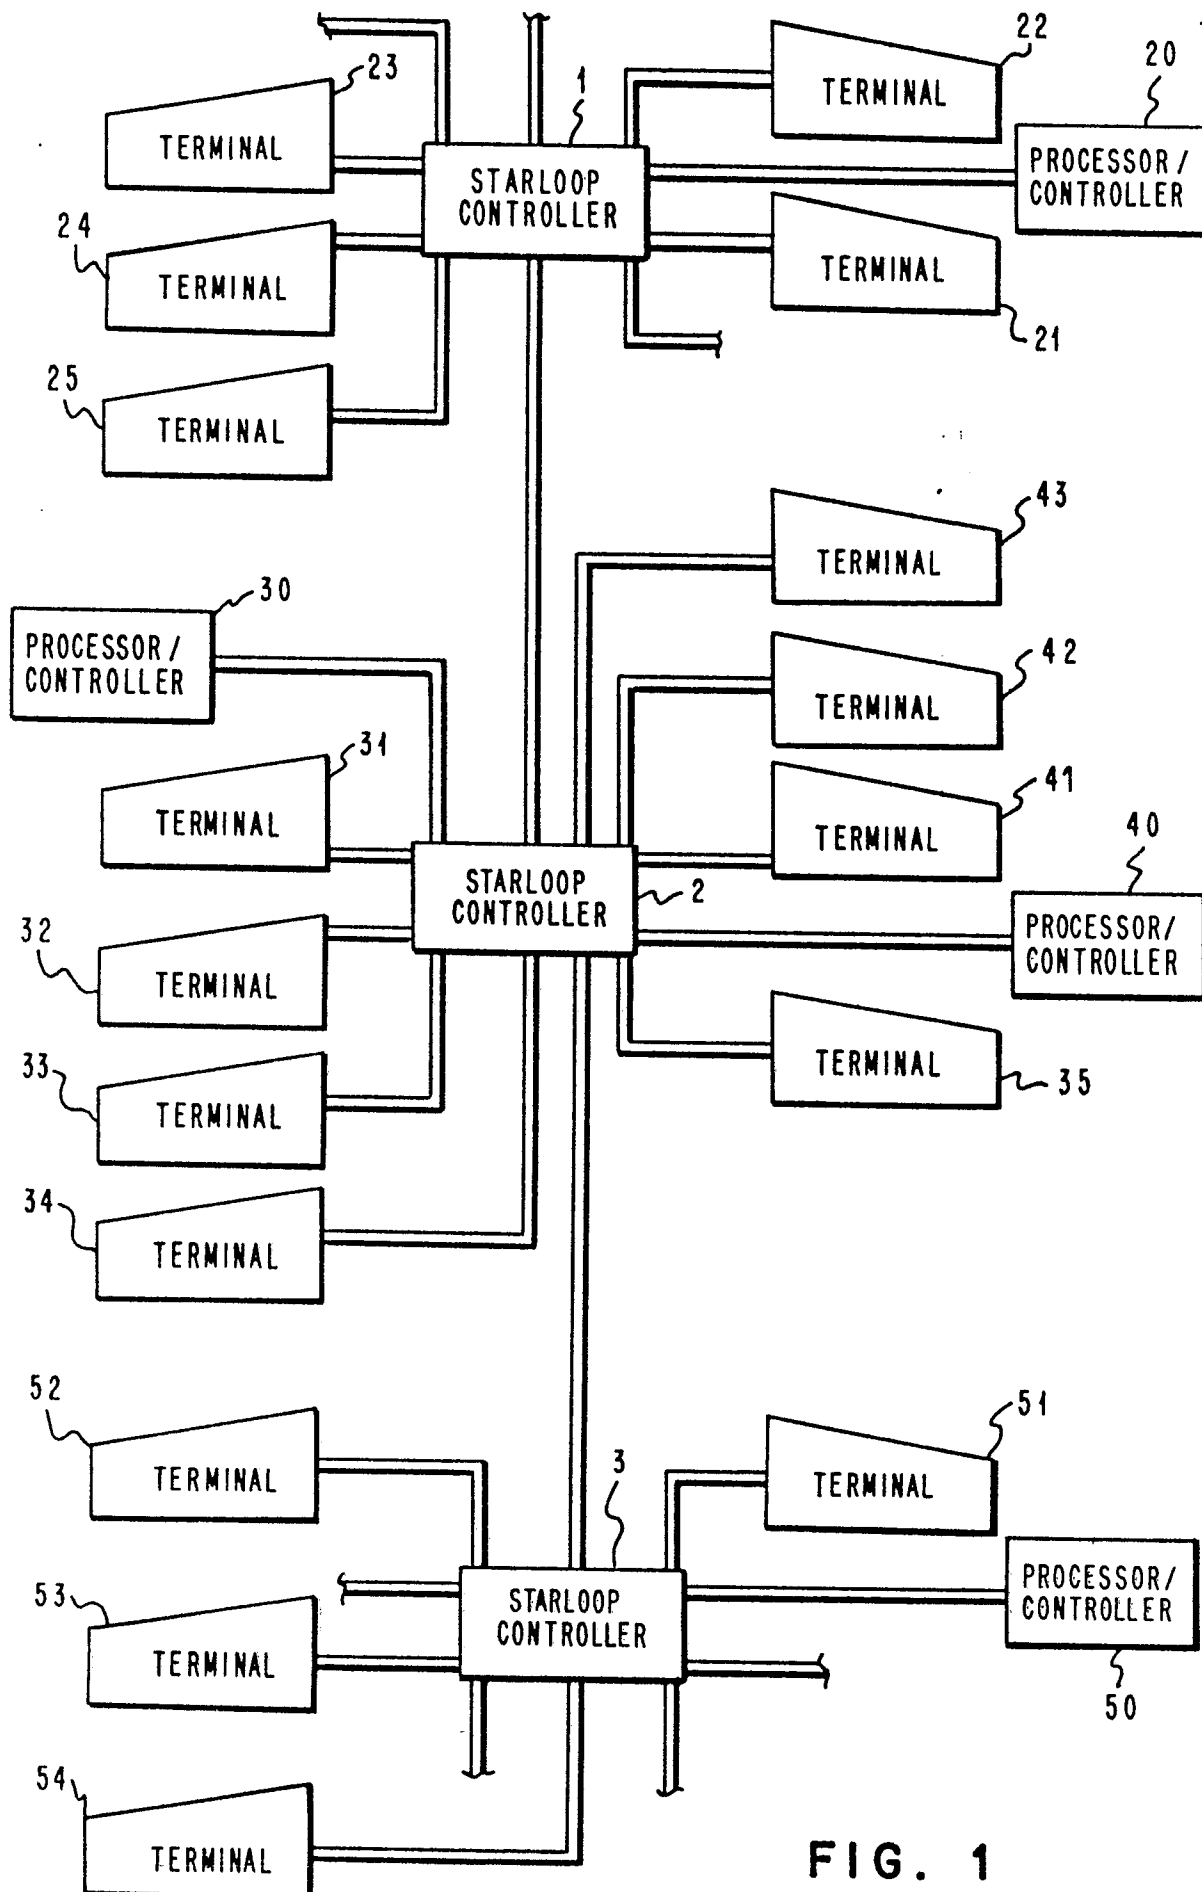 22
20
23
1
TERMINAL
PROCESSOR/
CONTROLLER
TERMINAL
STARLOOP
CONTROLLER
24
TERMINAL
TERMINAL
21
25
TERMINAL
43
TERMINAL
30
PROCESSOR/
CONTROLLER
42
TERMINAL
31
TERMINAL
41
TERMINAL
40
STARLOOP
CONTROLLER
2
PROCESSOR/
CONTROLLER
32
TERMINAL
33
TERMINAL
TERMINAL
35
34
TERMINAL
52
TERMINAL
51
TERMINAL
3
STARLOOP
CONTROLLER
PROCESSOR/
CONTROLLER
50
53
TERMINAL
54
TERMINAL
FIG. 1